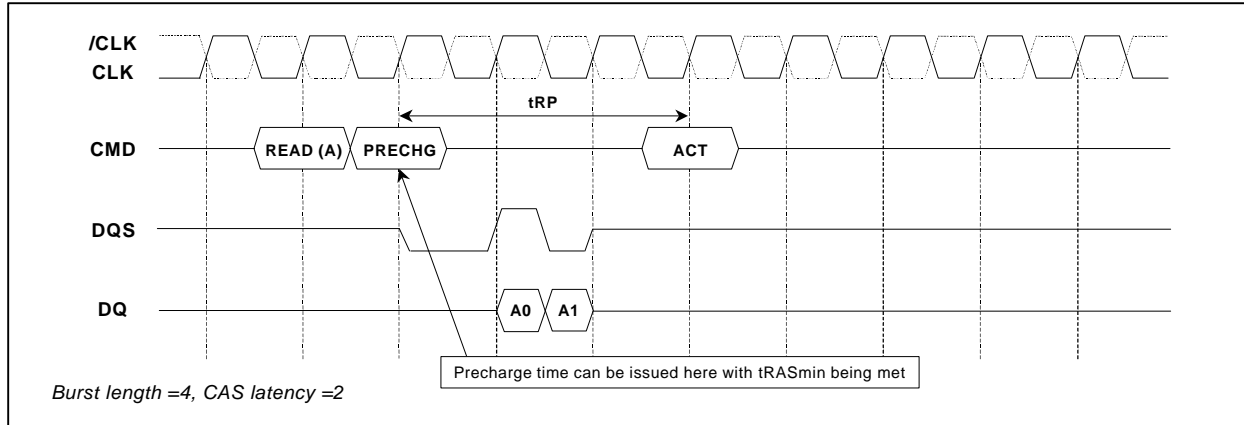 /CLK
CLK
tRP
CMD
READ (A)
PRECHG
ACT
DQS
DQ
A0
A1
Precharge time can be issued here with tRASmin being met
Burst length =4, CAS latency =2